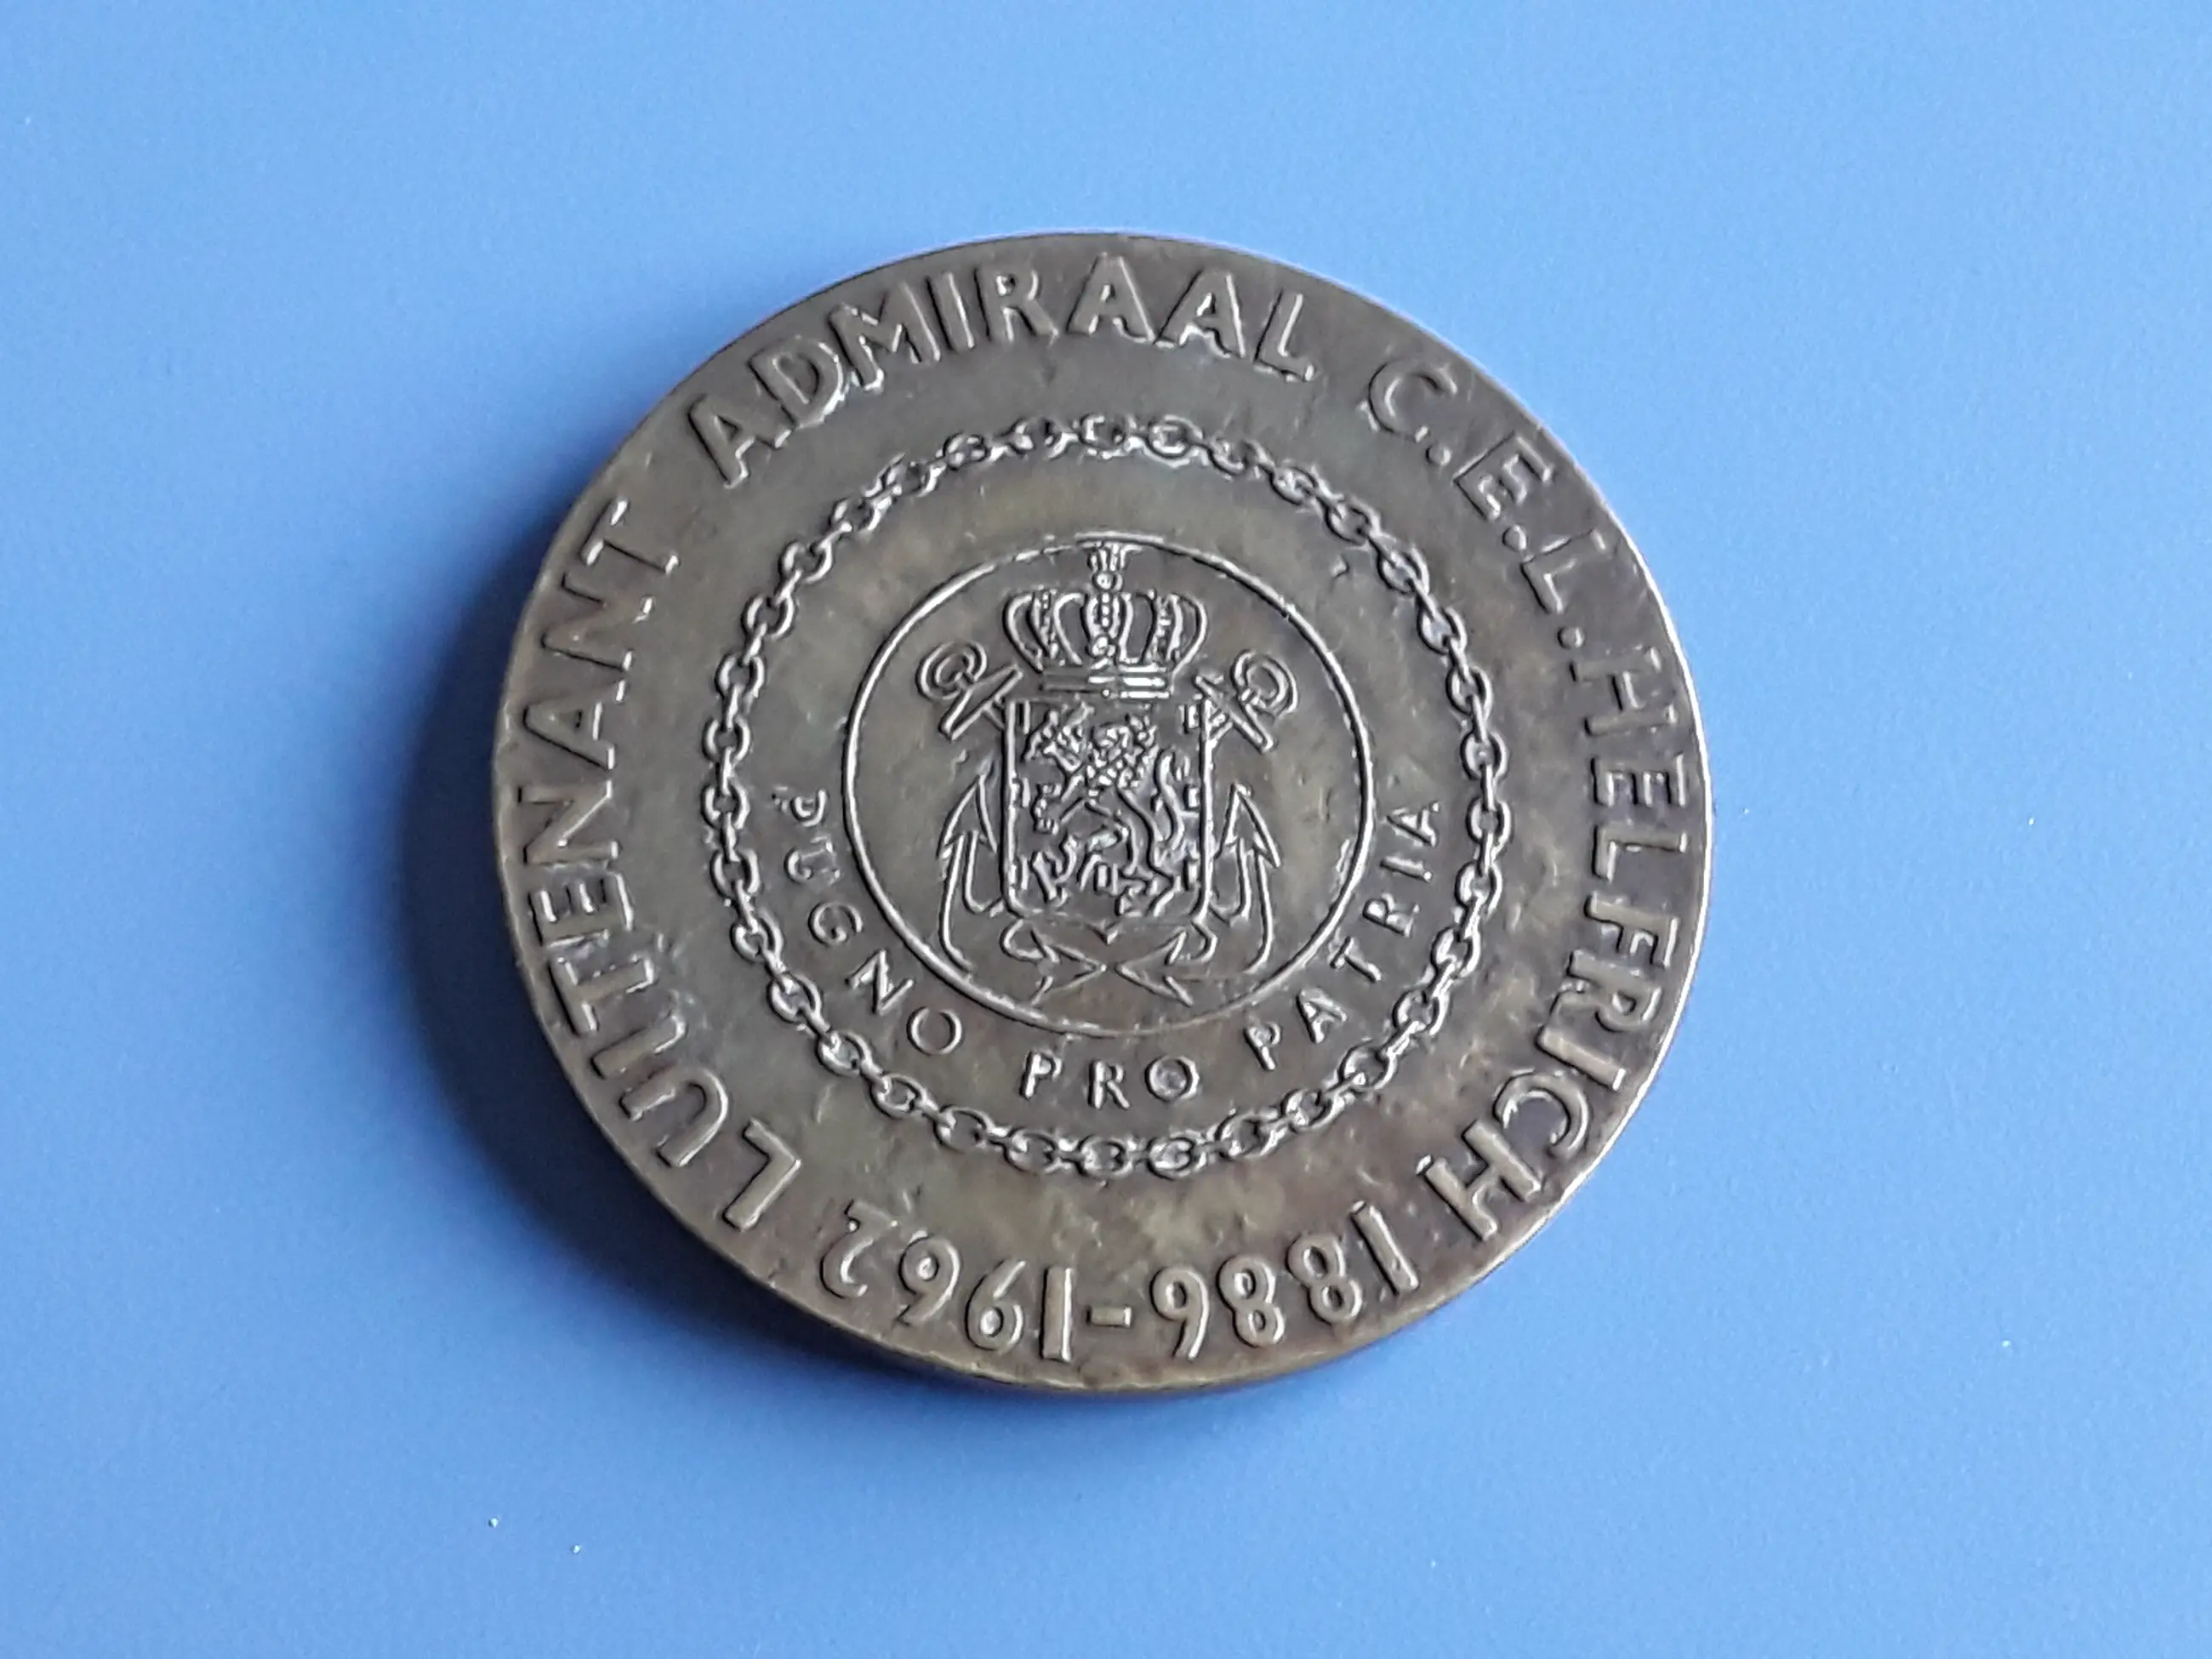 LUITENANT ADMIRAAL C.E.L. HELFRICH 1886-1962
PUGNO PRO PATRIA